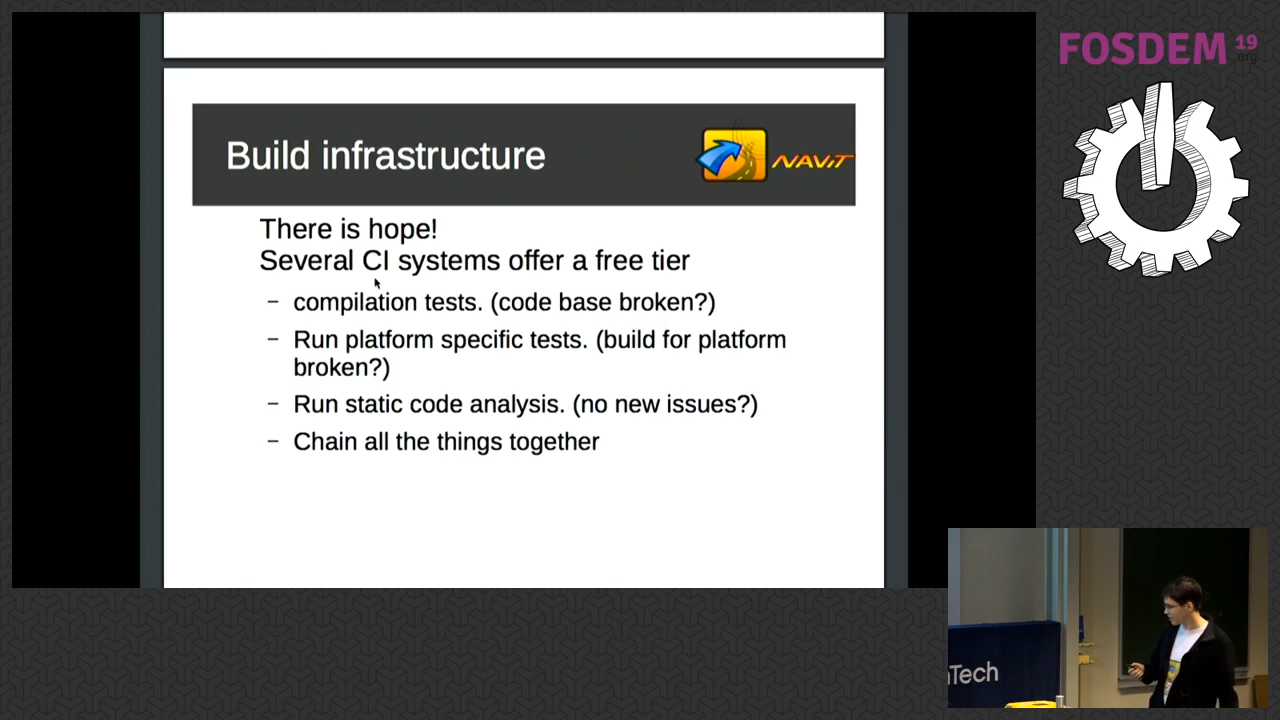 FOSDEM 19
.org
Build infrastructure
NAVIT
There is hope!
Several CI systems offer a free tier
– compilation tests. (code base broken?)
– Run platform specific tests. (build for platform
broken?)
– Run static code analysis. (no new issues?)
– Chain all the things together
Tech